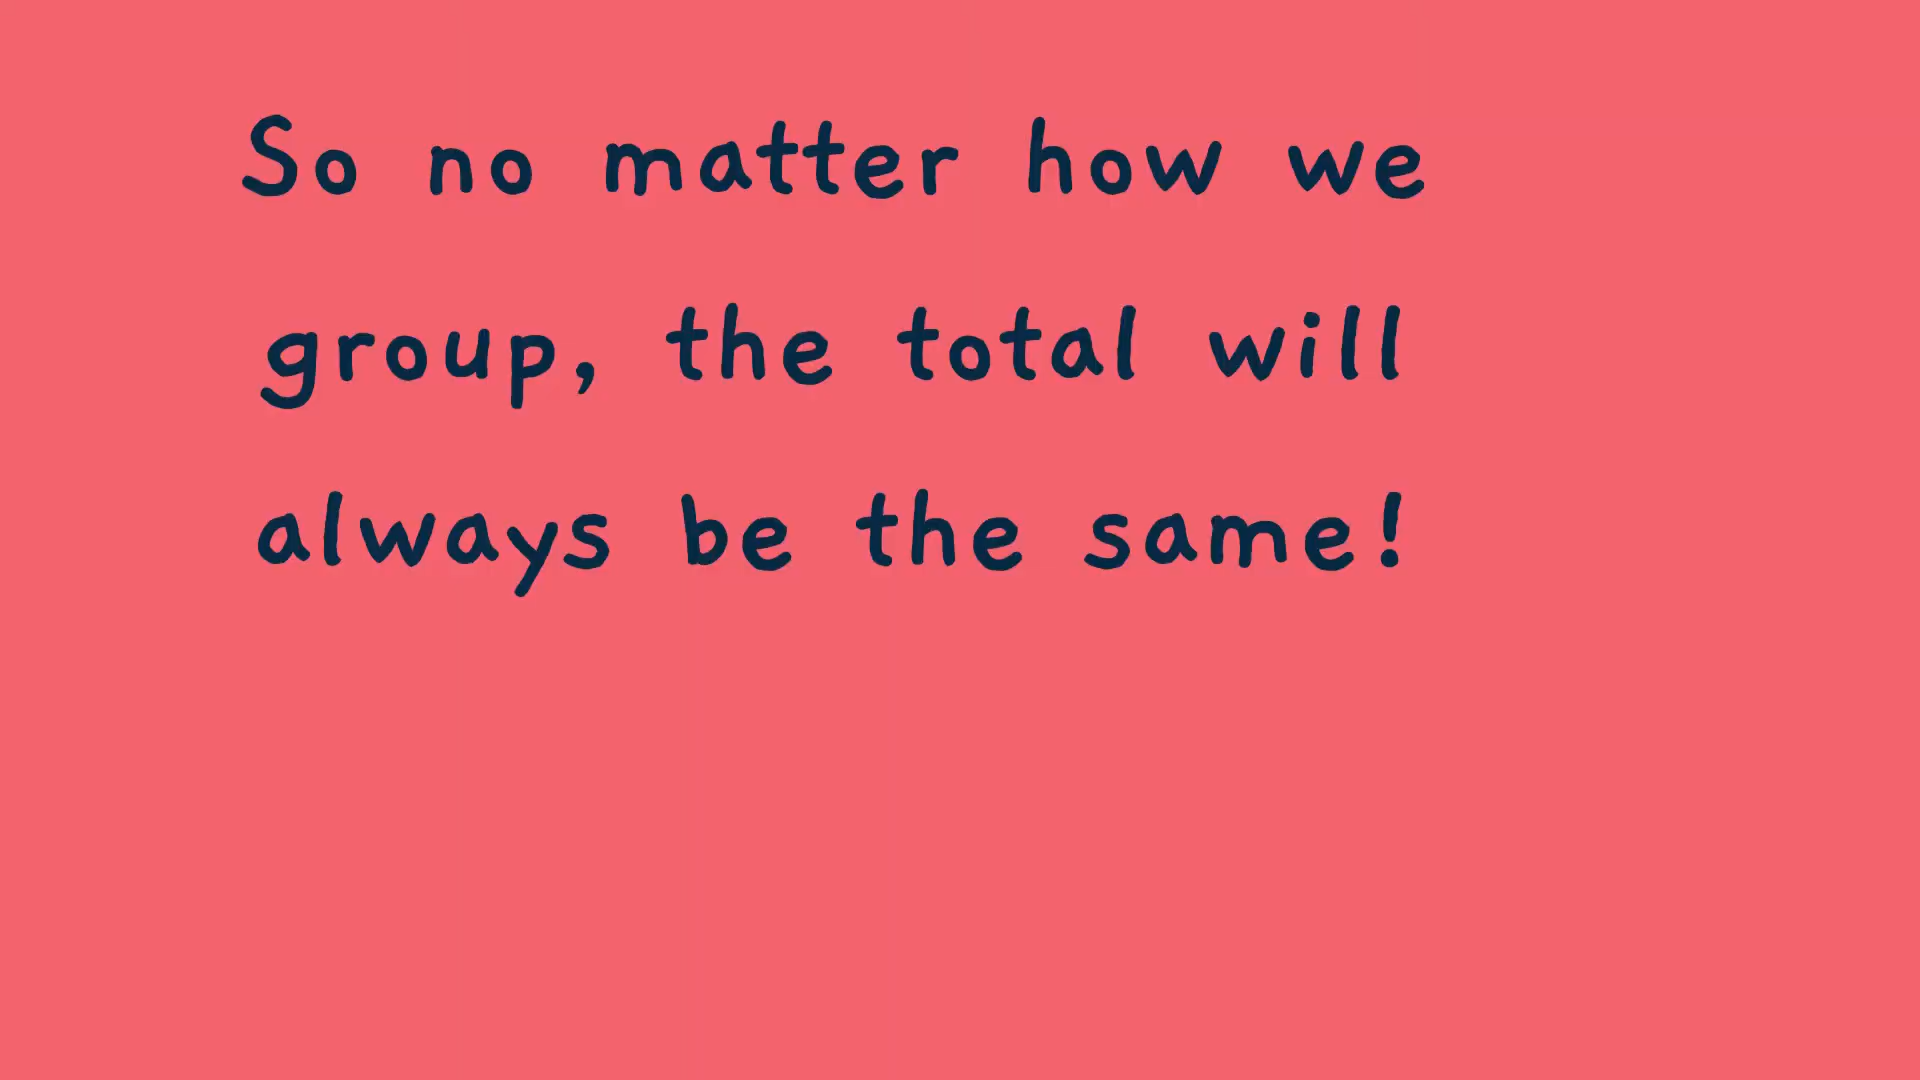 So no matter how we
group, the total will
always be the same!